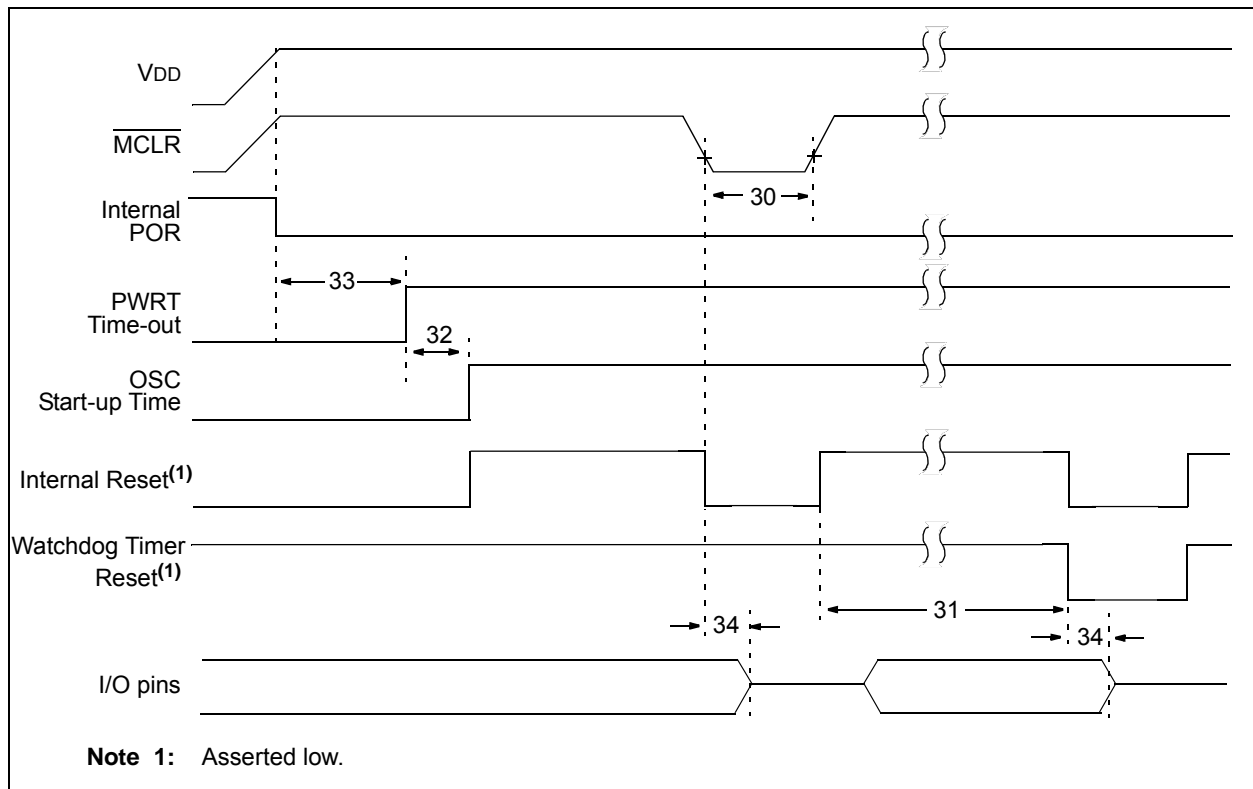 VDD
MCLR
30
Internal
POR
33
PWRT
Time-out
32
OSC
Start-up Time
Internal Reset(1)
Watchdog Timer
Reset(1)
31
34
34
I/O pins
Note 1: Asserted low.